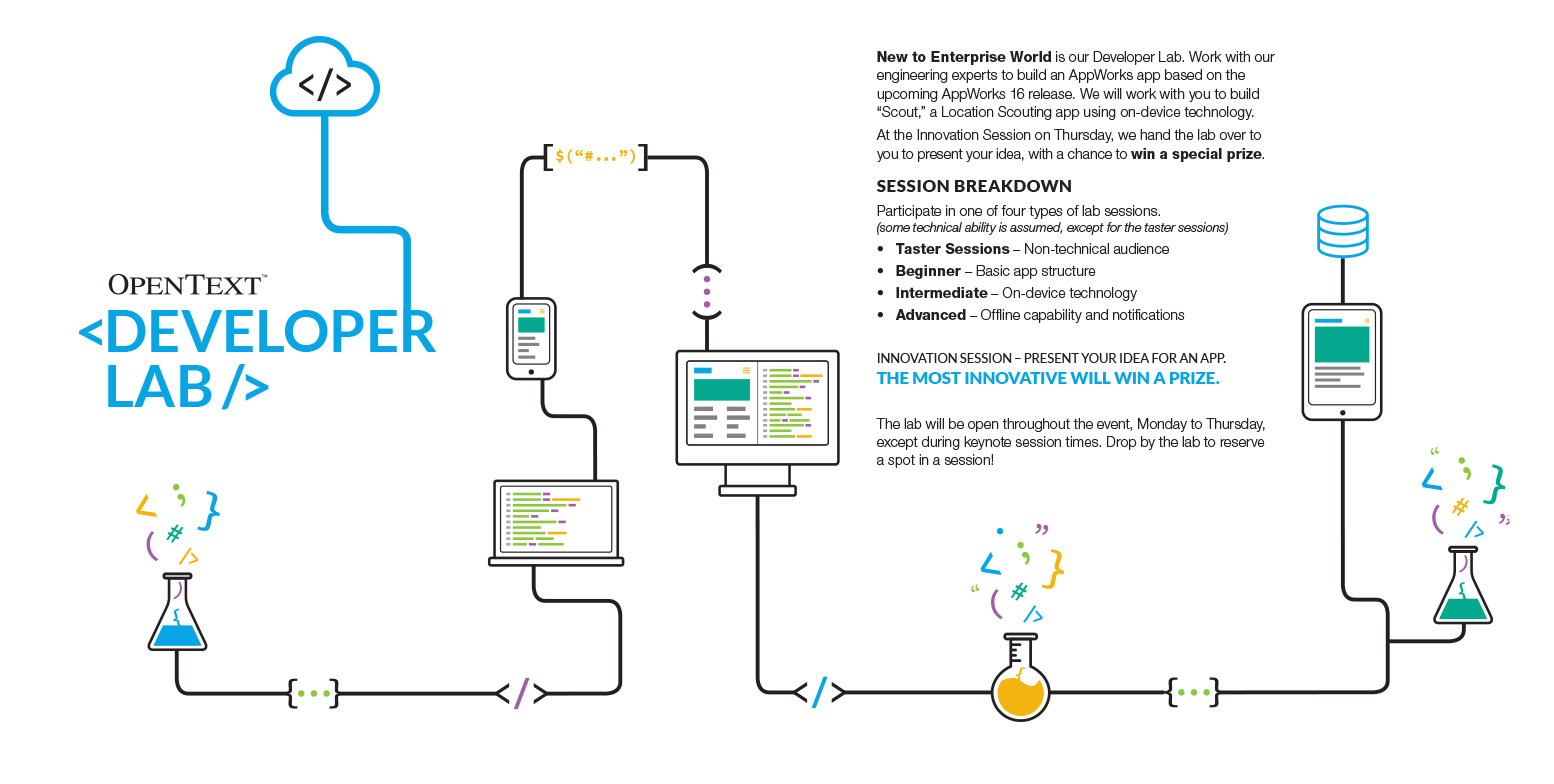 </>
$(“#...”)
OPENTEXT™
<DEVELOPER
LAB />
New to Enterprise World is our Developer Lab. Work with our
engineering experts to build an AppWorks app based on the
upcoming AppWorks 16 release. We will work with you to build
“Scout,” a Location Scouting app using on-device technology.
At the Innovation Session on Thursday, we hand the lab over to
you to present your idea, with a chance to win a special prize.
SESSION BREAKDOWN
Participate in one of four types of lab sessions.
(some technical ability is assumed, except for the taster sessions)
• Taster Sessions – Non-technical audience
• Beginner – Basic app structure
• Intermediate – On-device technology
• Advanced – Offline capability and notifications
INNOVATION SESSION – PRESENT YOUR IDEA FOR AN APP.
THE MOST INNOVATIVE WILL WIN A PRIZE.
The lab will be open throughout the event, Monday to Thursday,
except during keynote session times. Drop by the lab to reserve
a spot in a session!
< ; }
( #
/>
{...}
</>
</>
< ; ” }
“ ( #
/>
{...}
“ < ; }
( # ”
/>